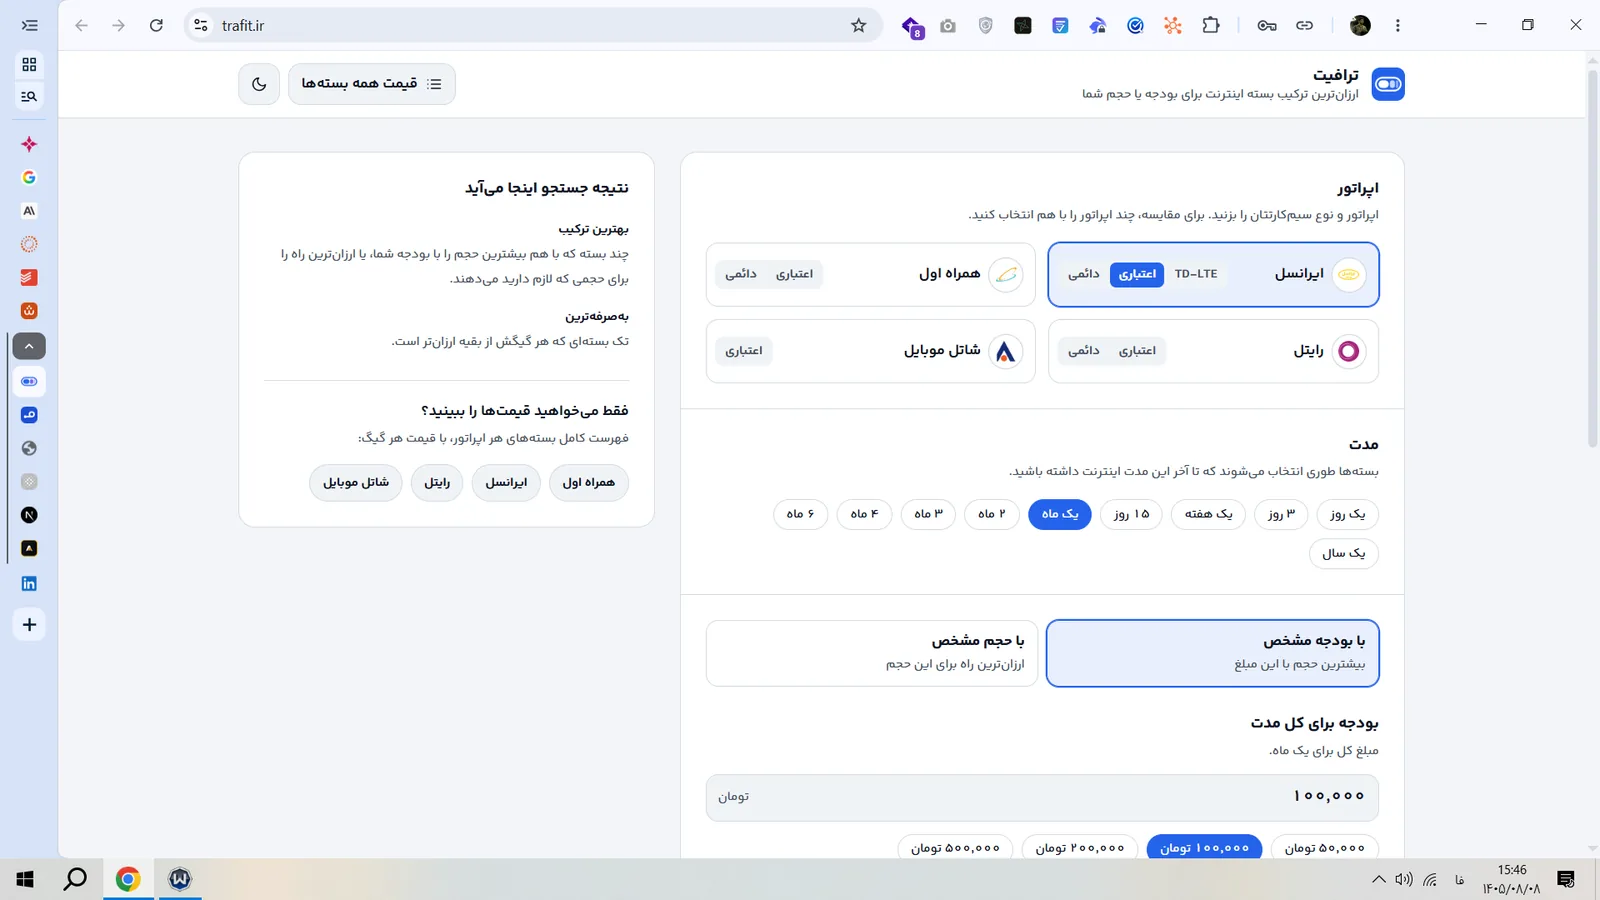 trafit.ir
8
ترافیت
ارزان‌ترین ترکیب بسته اینترنت برای بودجه یا حجم شما
قیمت همه بسته‌ها
اپراتور
اپراتور و نوع سیم‌کارتتان را بزنید. برای مقایسه، چند اپراتور را با هم انتخاب کنید.
ایرانسل
TD-LTE
اعتباری
دائمی
همراه اول
اعتباری
دائمی
رایتل
اعتباری
دائمی
شاتل موبایل
اعتباری
مدت
بسته‌ها طوری انتخاب می‌شوند که تا آخر این مدت اینترنت داشته باشید.
یک روز
۳ روز
یک هفته
۱۵ روز
یک ماه
۲ ماه
۳ ماه
۴ ماه
۶ ماه
یک سال
با بودجه مشخص
بیشترین حجم با این مبلغ
با حجم مشخص
ارزان‌ترین راه برای این حجم
بودجه برای کل مدت
مبلغ کل برای یک ماه.
۱۰۰,۰۰۰
تومان
۵۰,۰۰۰ تومان
۱۰۰,۰۰۰ تومان
۲۰۰,۰۰۰ تومان
۵۰۰,۰۰۰ تومان
نتیجه جستجو اینجا می‌آید
بهترین ترکیب
چند بسته که با هم بیشترین حجم را با بودجه شما، یا ارزان‌ترین راه را
برای حجمی که لازم دارید می‌دهند.
به‌صرفه‌ترین
تک بسته‌ای که هر گیگش از بقیه ارزان‌تر است.
فقط می‌خواهید قیمت‌ها را ببینید؟
فهرست کامل بسته‌های هر اپراتور، با قیمت هر گیگ:
همراه اول
ایرانسل
رایتل
شاتل موبایل
فا
15:46
۱۴۰۵/۰۸/۰۸